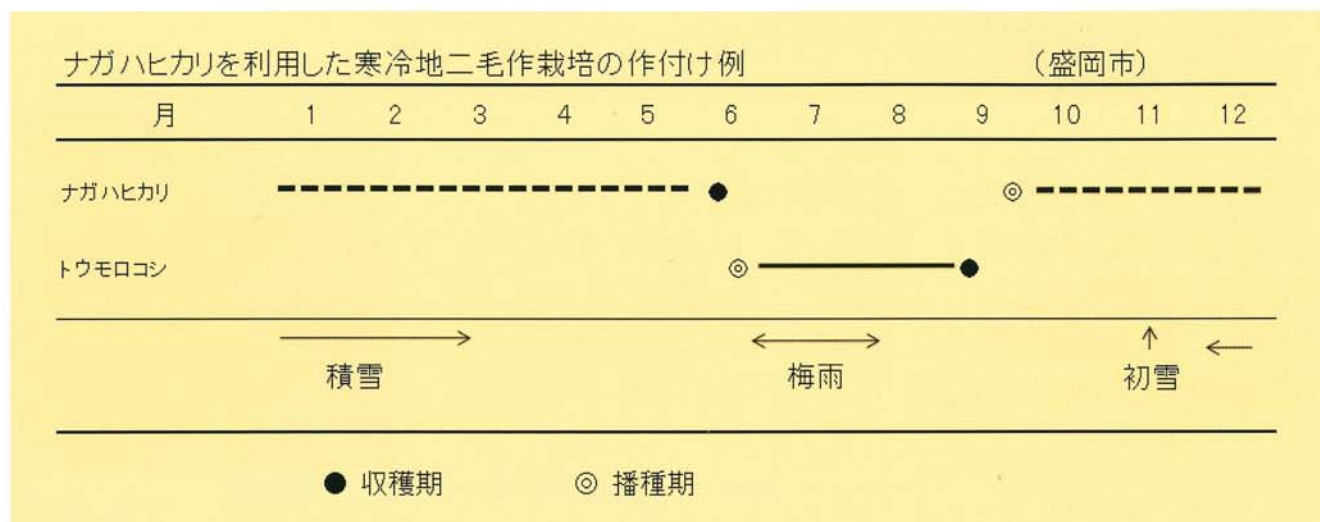 ナガハヒカリを利用した寒冷地二毛作栽培の作付け例 (盛岡市)
月 1 2 3 4 5 6 7 8 9 10 11 12
ナガハヒカリ
トウモロコシ
積雪 梅雨 初雪
● 収穫期 ◎ 播種期